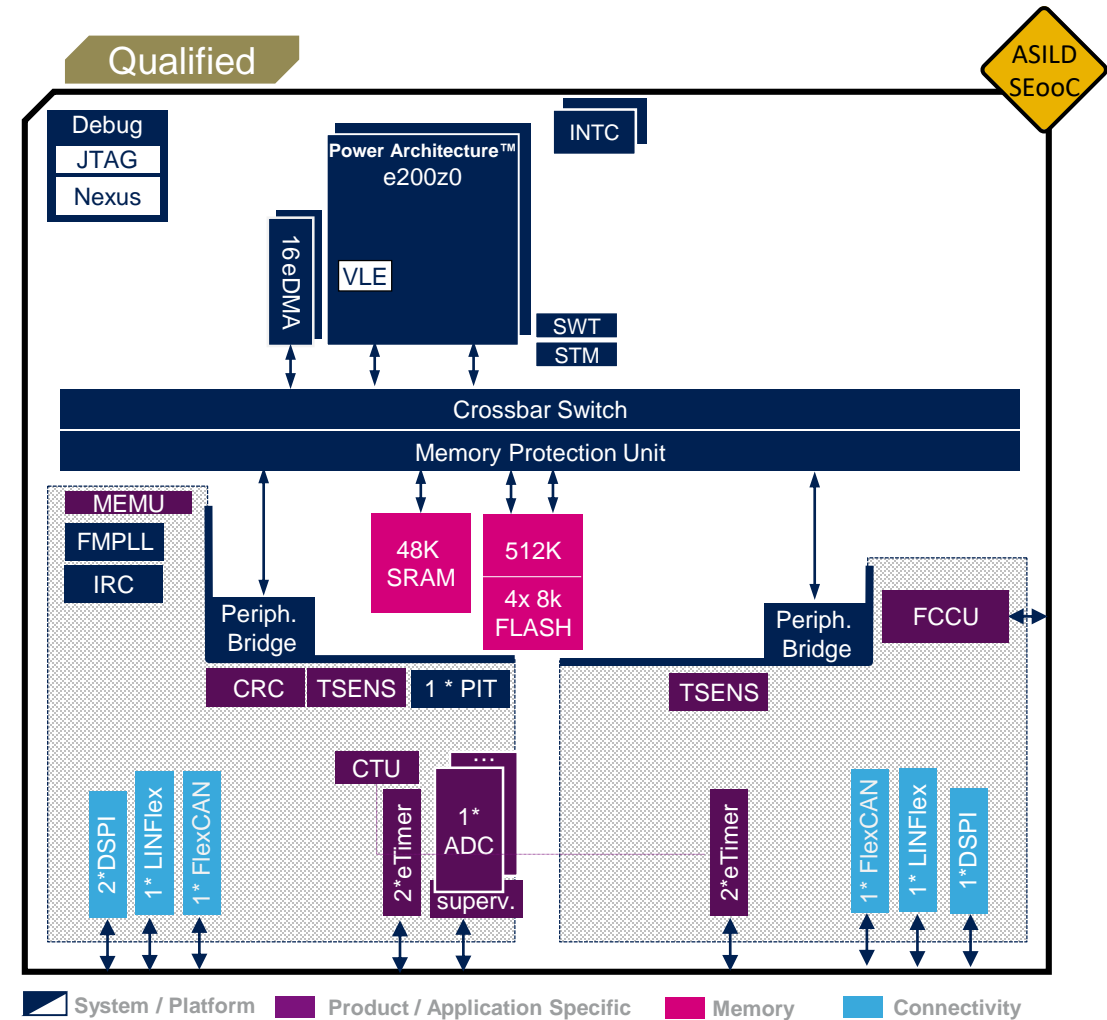 Qualified
ASILD
SEooC
Debug
JTAG
Nexus
INTC
Power Architecture™
e200z0
VLE
16 eDMA
SWT
STM
Crossbar Switch
Memory Protection Unit
MEMU
FMPLL
IRC
48K
SRAM
512K
4x 8k
FLASH
Periph.
Bridge
Periph.
Bridge
FCCU
CRC
TSENS
1 * PIT
TSENS
CTU
...
1*
ADC
superv.
2*DSPI
1* LINFlex
1* FlexCAN
2*eTimer
2*eTimer
1* FlexCAN
1* LINFlex
1*DSPI
System / Platform
Product / Application Specific
Memory
Connectivity